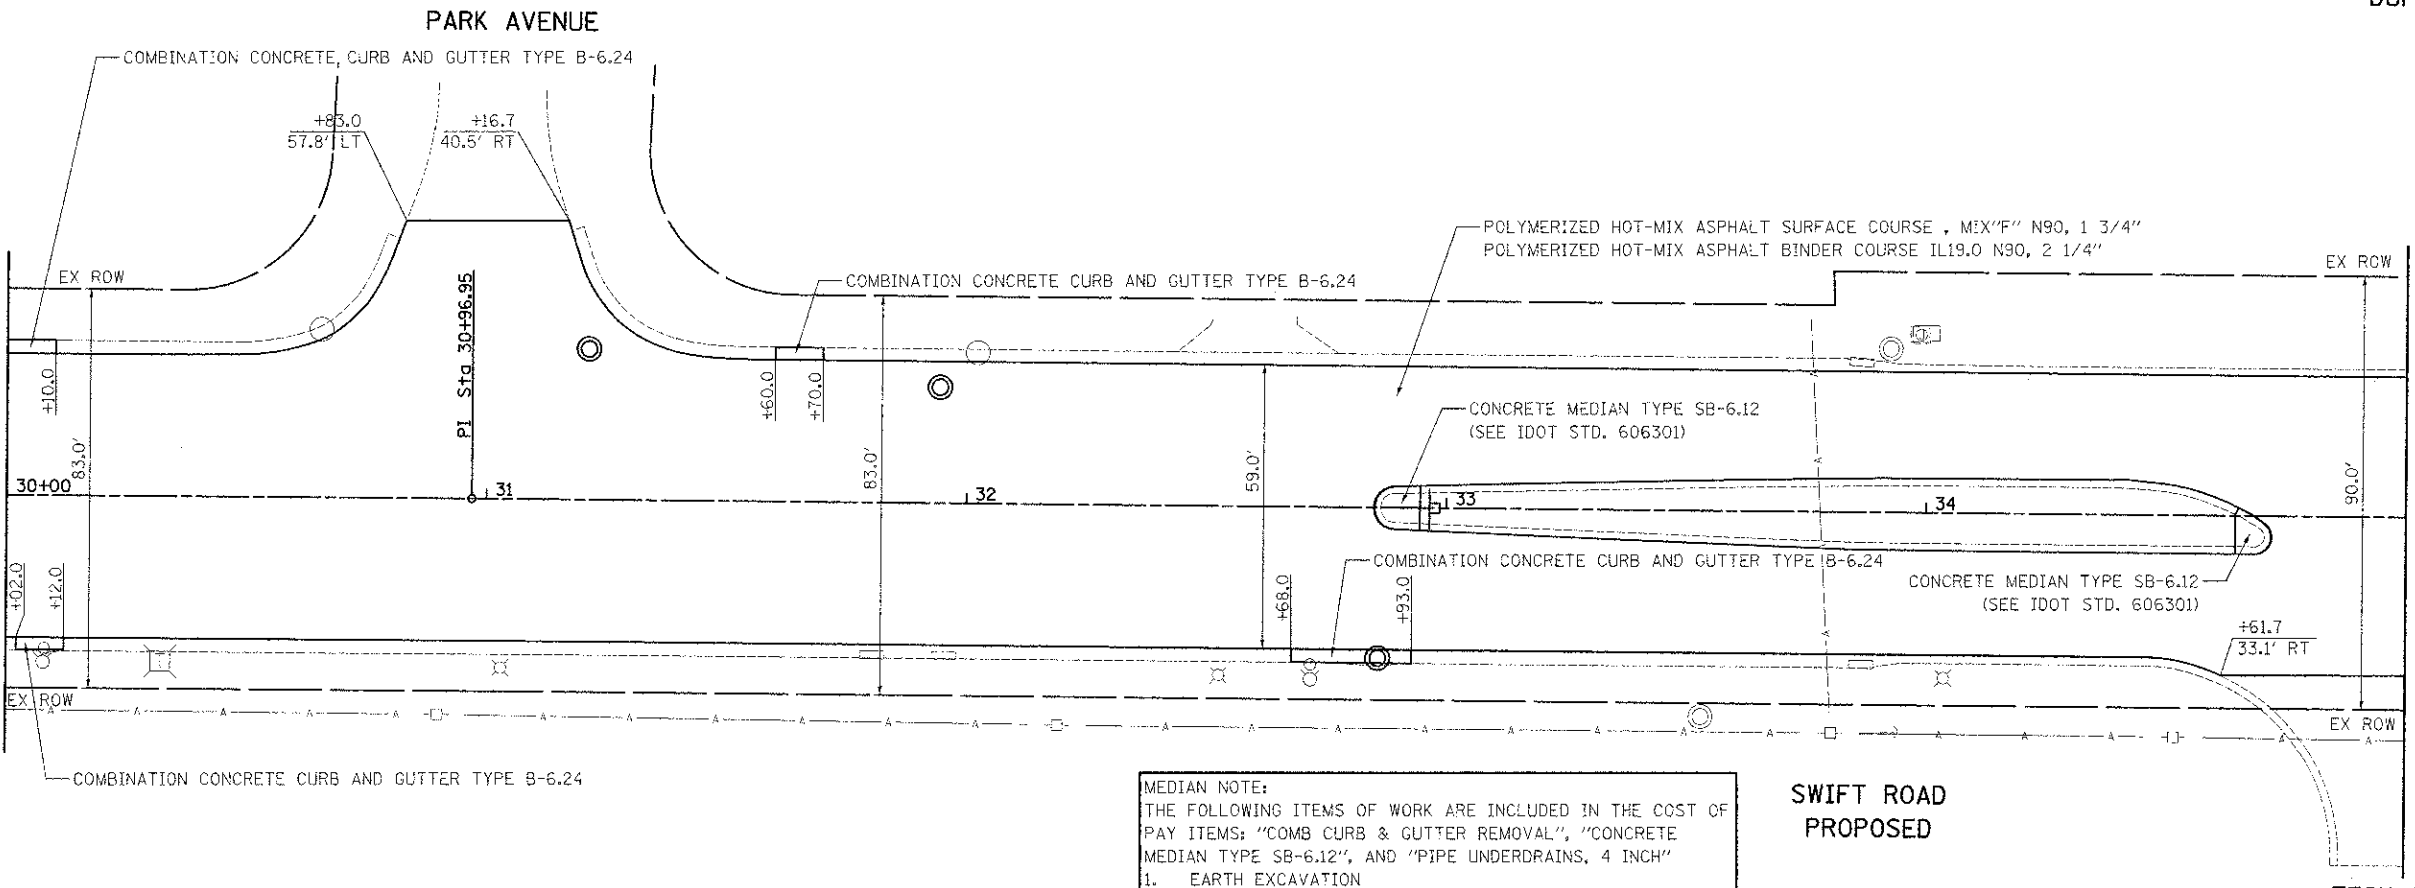 PARK AVENUE
COMBINATION CONCRETE CURB AND GUTTER TYPE B-6.24
+83.0
57.8' LT
+16.7
40.5' RT
POLYMERIZED HOT-MIX ASPHALT SURFACE COURSE , MIX"F" N90, 1 3/4"
POLYMERIZED HOT-MIX ASPHALT BINDER COURSE IL19.0 N90, 2 1/4"
EX ROW
EX ROW
COMBINATION CONCRETE CURB AND GUTTER TYPE B-6.24
PI Sta 30+96.95
+10.0
83.0'
+60.0
+70.0
83.0'
59.0'
CONCRETE MEDIAN TYPE SB-6.12
(SEE IDOT STD. 606301)
90.0'
30+00
31
32
33
34
+02.0
+12.0
+68.0
+93.0
COMBINATION CONCRETE CURB AND GUTTER TYPE B-6.24
CONCRETE MEDIAN TYPE SB-6.12
(SEE IDOT STD. 606301)
+61.7
33.1' RT
EX ROW
EX ROW
COMBINATION CONCRETE CURB AND GUTTER TYPE B-6.24
MEDIAN NOTE:
THE FOLLOWING ITEMS OF WORK ARE INCLUDED IN THE COST OF
PAY ITEMS: "COMB CURB & GUTTER REMOVAL", "CONCRETE
MEDIAN TYPE SB-6.12", AND "PIPE UNDERDRAINS, 4 INCH"
1. EARTH EXCAVATION
SWIFT ROAD
PROPOSED